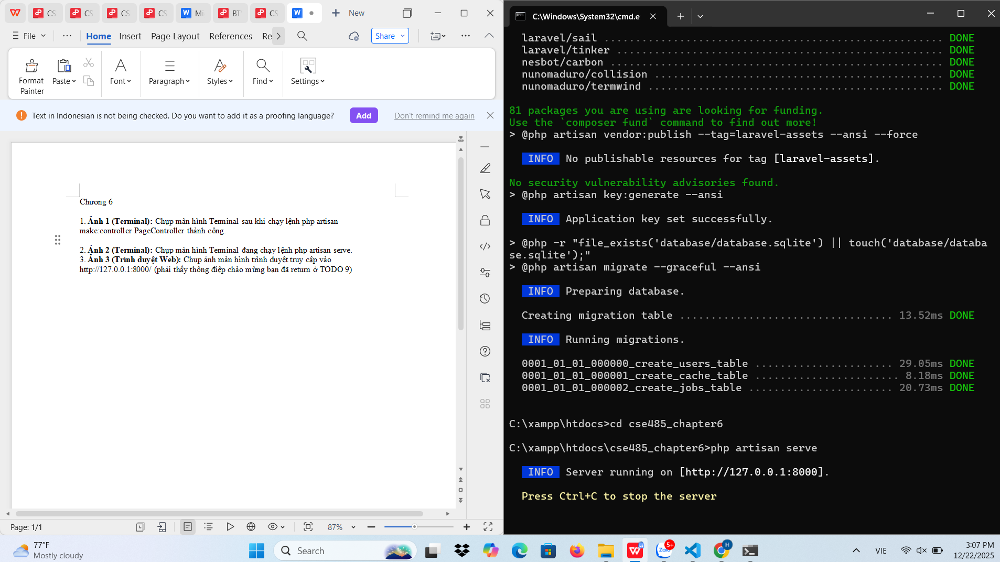 CS
CS
CS
CS
Mi
BT
CS
New
File
Home
Insert
Page Layout
References
Re
Share
Format
Painter
Paste
Font
Paragraph
Styles
Find
Settings
Text in Indonesian is not being checked. Do you want to add it as a proofing language?
Add
Don't remind me again
Chương 6
1. Ảnh 1 (Terminal): Chụp màn hình Terminal sau khi chạy lệnh php artisan
make:controller PageController thành công.
2. Ảnh 2 (Terminal): Chụp màn hình Terminal đang chạy lệnh php artisan serve.
3. Ảnh 3 (Trình duyệt Web): Chụp ảnh màn hình trình duyệt truy cập vào
http://127.0.0.1:8000/ (phải thấy thông điệp chào mừng bạn đã return ở TODO 9)
Page: 1/1
87%
C:\Windows\System32\cmd.e
laravel/sail ...................................................... DONE
laravel/tinker .................................................... DONE
nesbot/carbon ..................................................... DONE
nunomaduro/collision .............................................. DONE
nunomaduro/termwind ............................................... DONE
81 packages you are using are looking for funding.
Use the `composer fund` command to find out more!
> @php artisan vendor:publish --tag=laravel-assets --ansi --force
INFO No publishable resources for tag [laravel-assets].
No security vulnerability advisories found.
> @php artisan key:generate --ansi
INFO Application key set successfully.
> @php -r "file_exists('database/database.sqlite') || touch('database/databa
se.sqlite');"
> @php artisan migrate --graceful --ansi
INFO Preparing database.
Creating migration table .................................. 13.52ms DONE
INFO Running migrations.
0001_01_01_000000_create_users_table ...................... 29.05ms DONE
0001_01_01_000001_create_cache_table ....................... 8.18ms DONE
0001_01_01_000002_create_jobs_table ....................... 20.73ms DONE
C:\xampp\htdocs>cd cse485_chapter6
C:\xampp\htdocs\cse485_chapter6>php artisan serve
INFO Server running on [http://127.0.0.1:8000].
Press Ctrl+C to stop the server
77°F
Mostly cloudy
Search
Zalo
5+
H
VIE
3:07 PM
12/22/2025